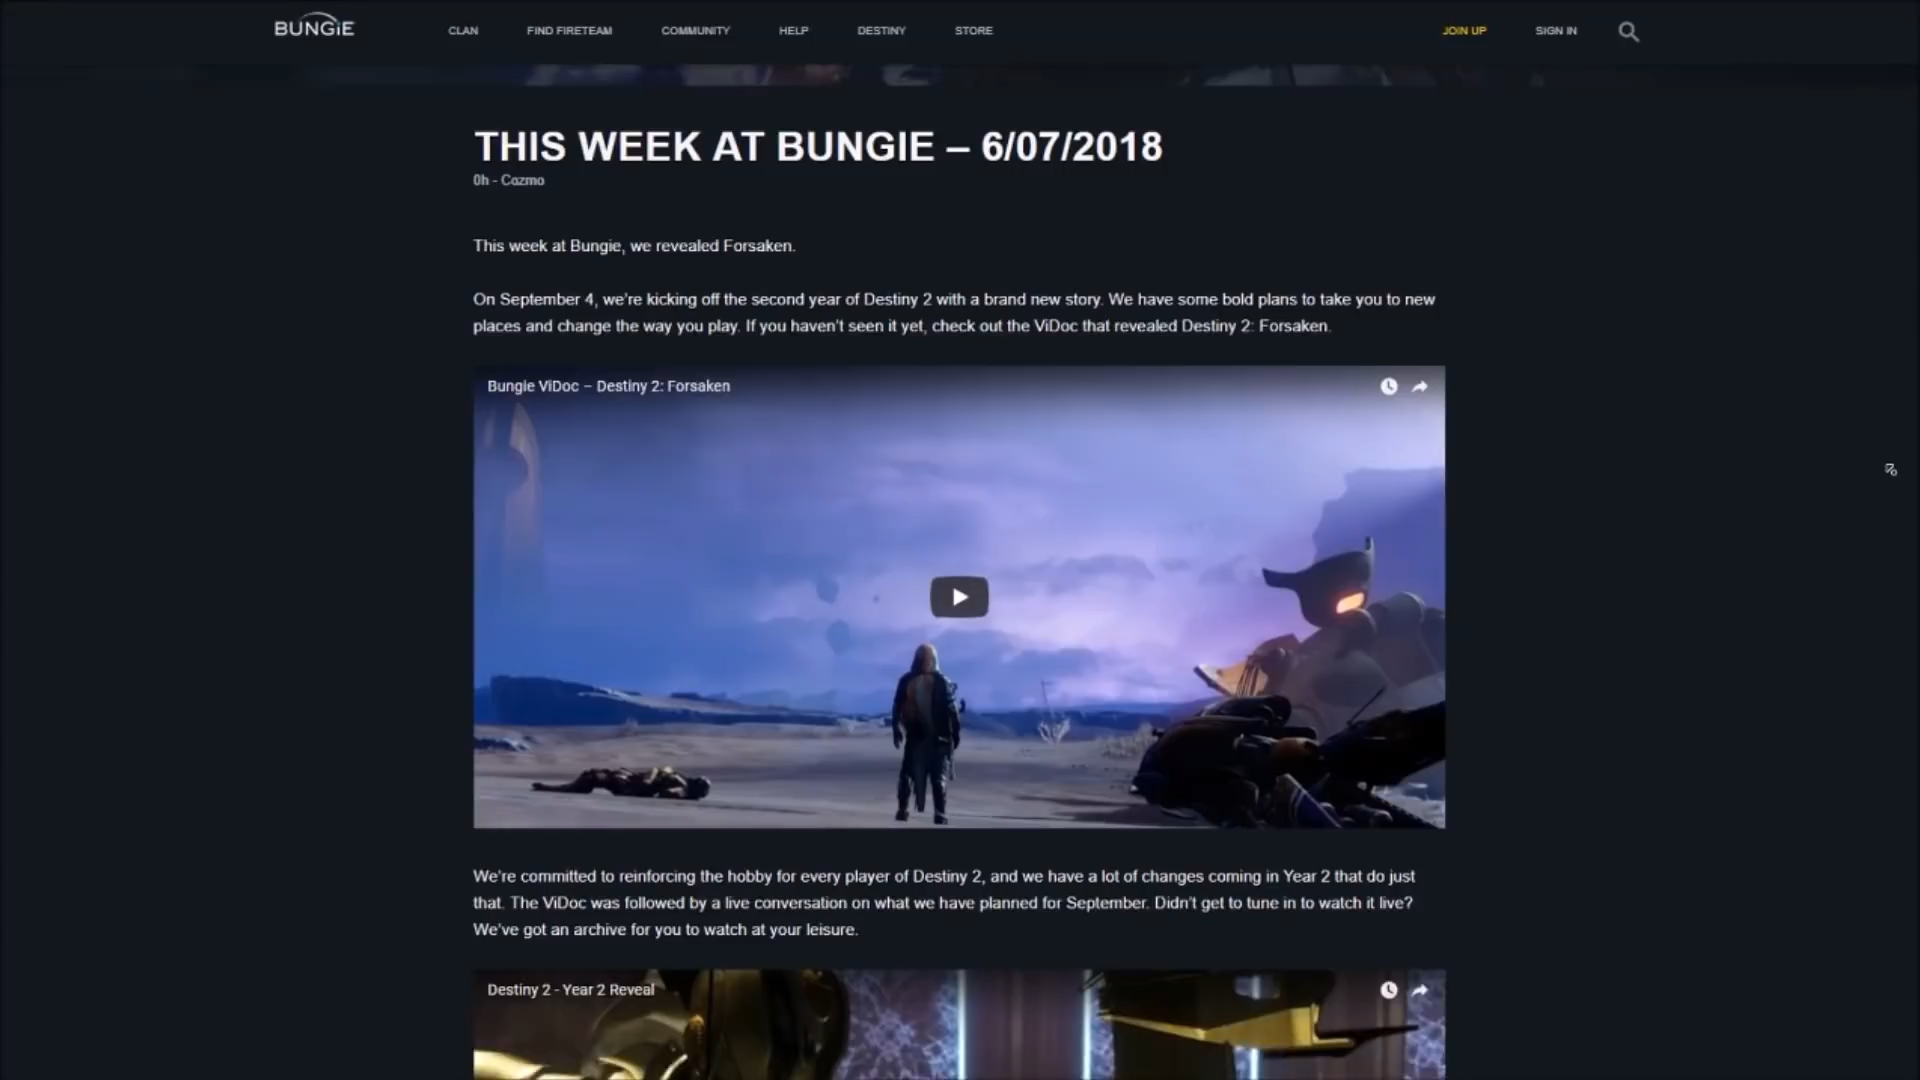 BUNGiE
CLAN
FIND FIRETEAM
COMMUNITY
HELP
DESTINY
STORE
JOIN UP
SIGN IN
THIS WEEK AT BUNGIE – 6/07/2018
0h - Cozmo
This week at Bungie, we revealed Forsaken.
On September 4, we’re kicking off the second year of Destiny 2 with a brand new story. We have some bold plans to take you to new
places and change the way you play. If you haven’t seen it yet, check out the ViDoc that revealed Destiny 2: Forsaken.
Bungie ViDoc – Destiny 2: Forsaken
We’re committed to reinforcing the hobby for every player of Destiny 2, and we have a lot of changes coming in Year 2 that do just
that. The ViDoc was followed by a live conversation on what we have planned for September. Didn’t get to tune in to watch it live?
We’ve got an archive for you to watch at your leisure.
Destiny 2 - Year 2 Reveal